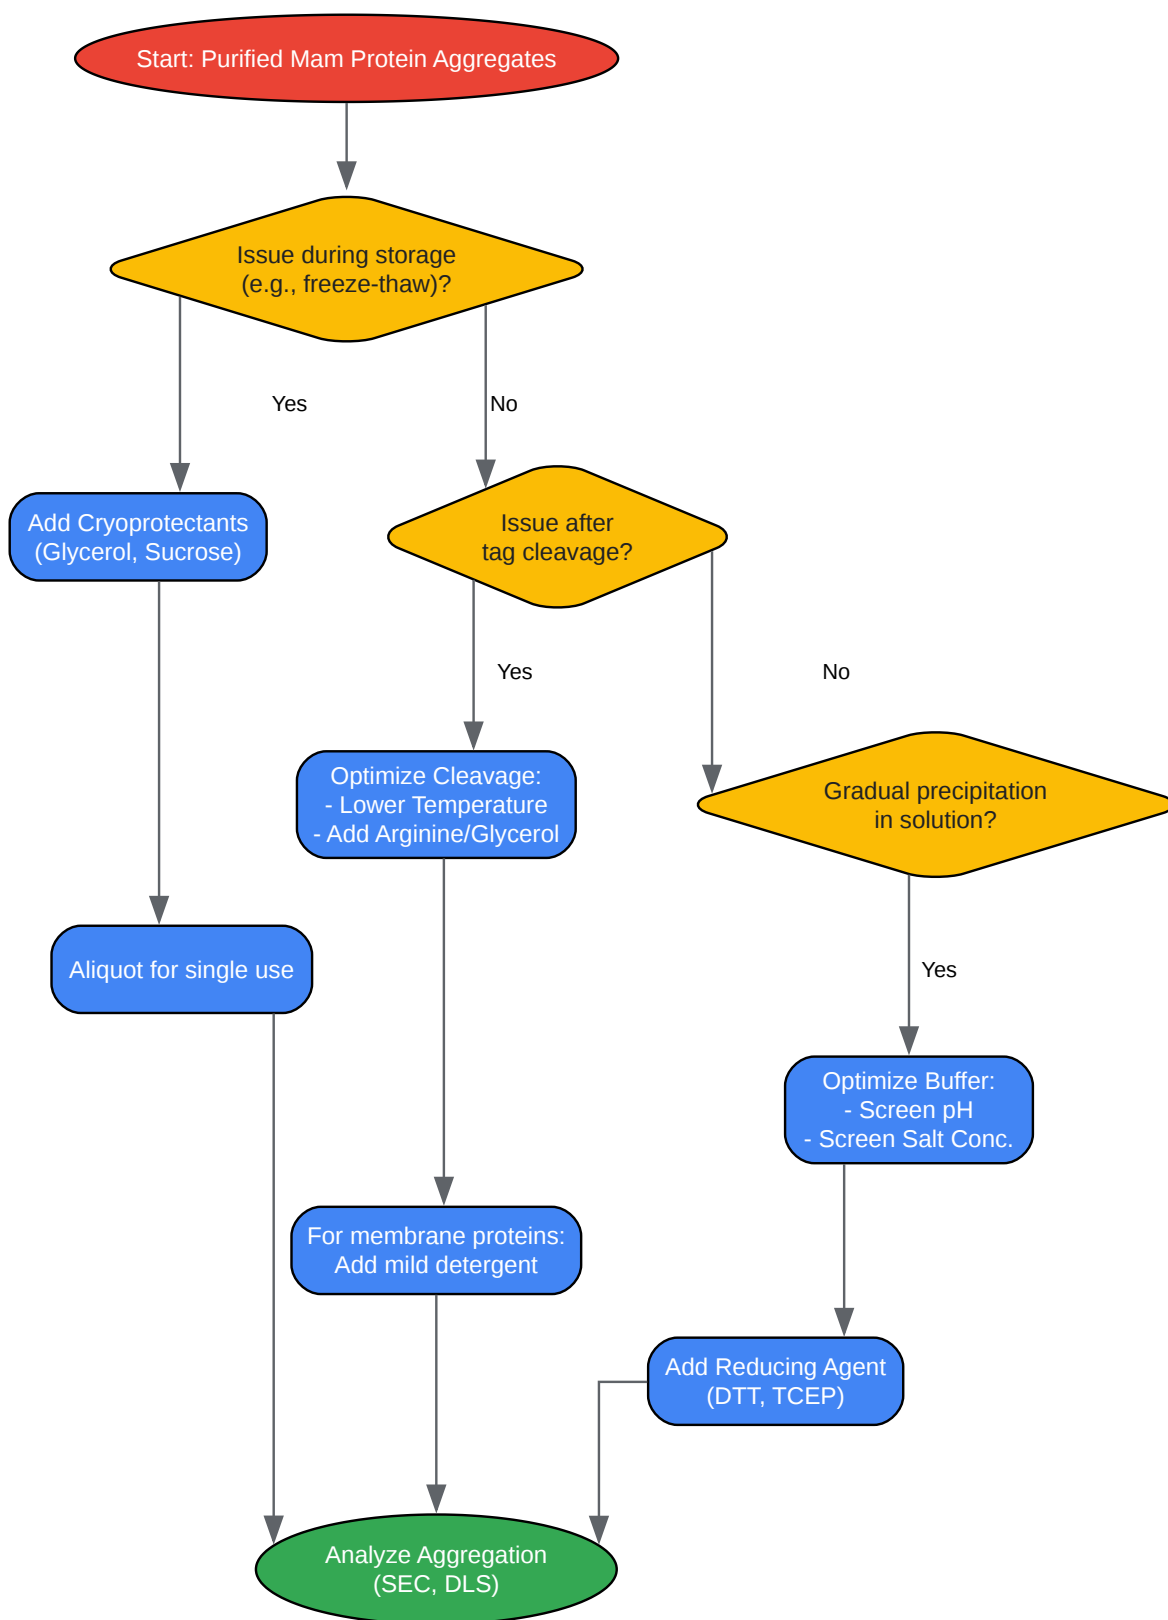 Start: Purified Mam Protein Aggregates
Issue during storage
(e.g., freeze-thaw)?
Yes
No
Add Cryoprotectants
(Glycerol, Sucrose)
Issue after
tag cleavage?
Yes
No
Optimize Cleavage:
- Lower Temperature
- Add Arginine/Glycerol
Gradual precipitation
in solution?
Aliquot for single use
Yes
Optimize Buffer:
- Screen pH
- Screen Salt Conc.
For membrane proteins:
Add mild detergent
Add Reducing Agent
(DTT, TCEP)
Analyze Aggregation
(SEC, DLS)